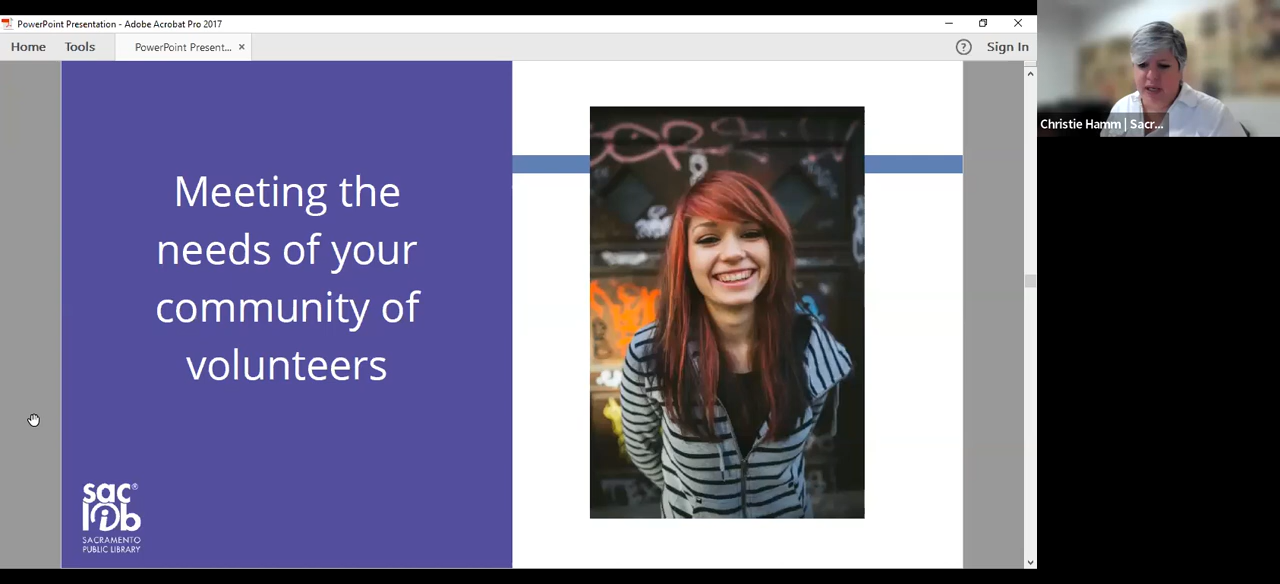 PowerPoint Presentation - Adobe Acrobat Pro 2017
Home Tools PowerPoint Present... × ? Sign In
Christie Hamm | Sacr...
Meeting the
needs of your
community of
volunteers
sac®
lib
SACRAMENTO
PUBLIC LIBRARY